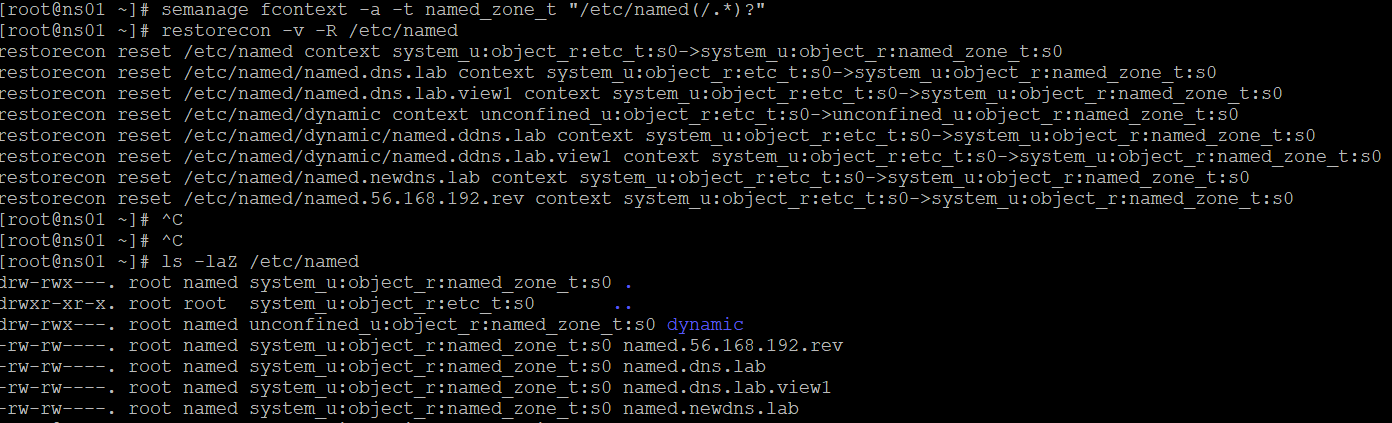 [root@ns01 ~]# semanage fcontext -a -t named_zone_t "/etc/named(/.*)?"
[root@ns01 ~]# restorecon -v -R /etc/named
restorecon reset /etc/named context system_u:object_r:etc_t:s0->system_u:object_r:named_zone_t:s0
restorecon reset /etc/named/named.dns.lab context system_u:object_r:etc_t:s0->system_u:object_r:named_zone_t:s0
restorecon reset /etc/named/named.dns.lab.view1 context system_u:object_r:etc_t:s0->system_u:object_r:named_zone_t:s0
restorecon reset /etc/named/dynamic context unconfined_u:object_r:etc_t:s0->unconfined_u:object_r:named_zone_t:s0
restorecon reset /etc/named/dynamic/named.ddns.lab context system_u:object_r:etc_t:s0->system_u:object_r:named_zone_t:s0
restorecon reset /etc/named/dynamic/named.ddns.lab.view1 context system_u:object_r:etc_t:s0->system_u:object_r:named_zone_t:s0
restorecon reset /etc/named/named.newdns.lab context system_u:object_r:etc_t:s0->system_u:object_r:named_zone_t:s0
restorecon reset /etc/named/named.56.168.192.rev context system_u:object_r:etc_t:s0->system_u:object_r:named_zone_t:s0
[root@ns01 ~]# ^C
[root@ns01 ~]# ^C
[root@ns01 ~]# ls -laZ /etc/named
drw-rwx---. root named system_u:object_r:named_zone_t:s0 .
drwxr-xr-x. root root  system_u:object_r:etc_t:s0       ..
drw-rwx---. root named unconfined_u:object_r:named_zone_t:s0 dynamic
-rw-rw----. root named system_u:object_r:named_zone_t:s0 named.56.168.192.rev
-rw-rw----. root named system_u:object_r:named_zone_t:s0 named.dns.lab
-rw-rw----. root named system_u:object_r:named_zone_t:s0 named.dns.lab.view1
-rw-rw----. root named system_u:object_r:named_zone_t:s0 named.newdns.lab